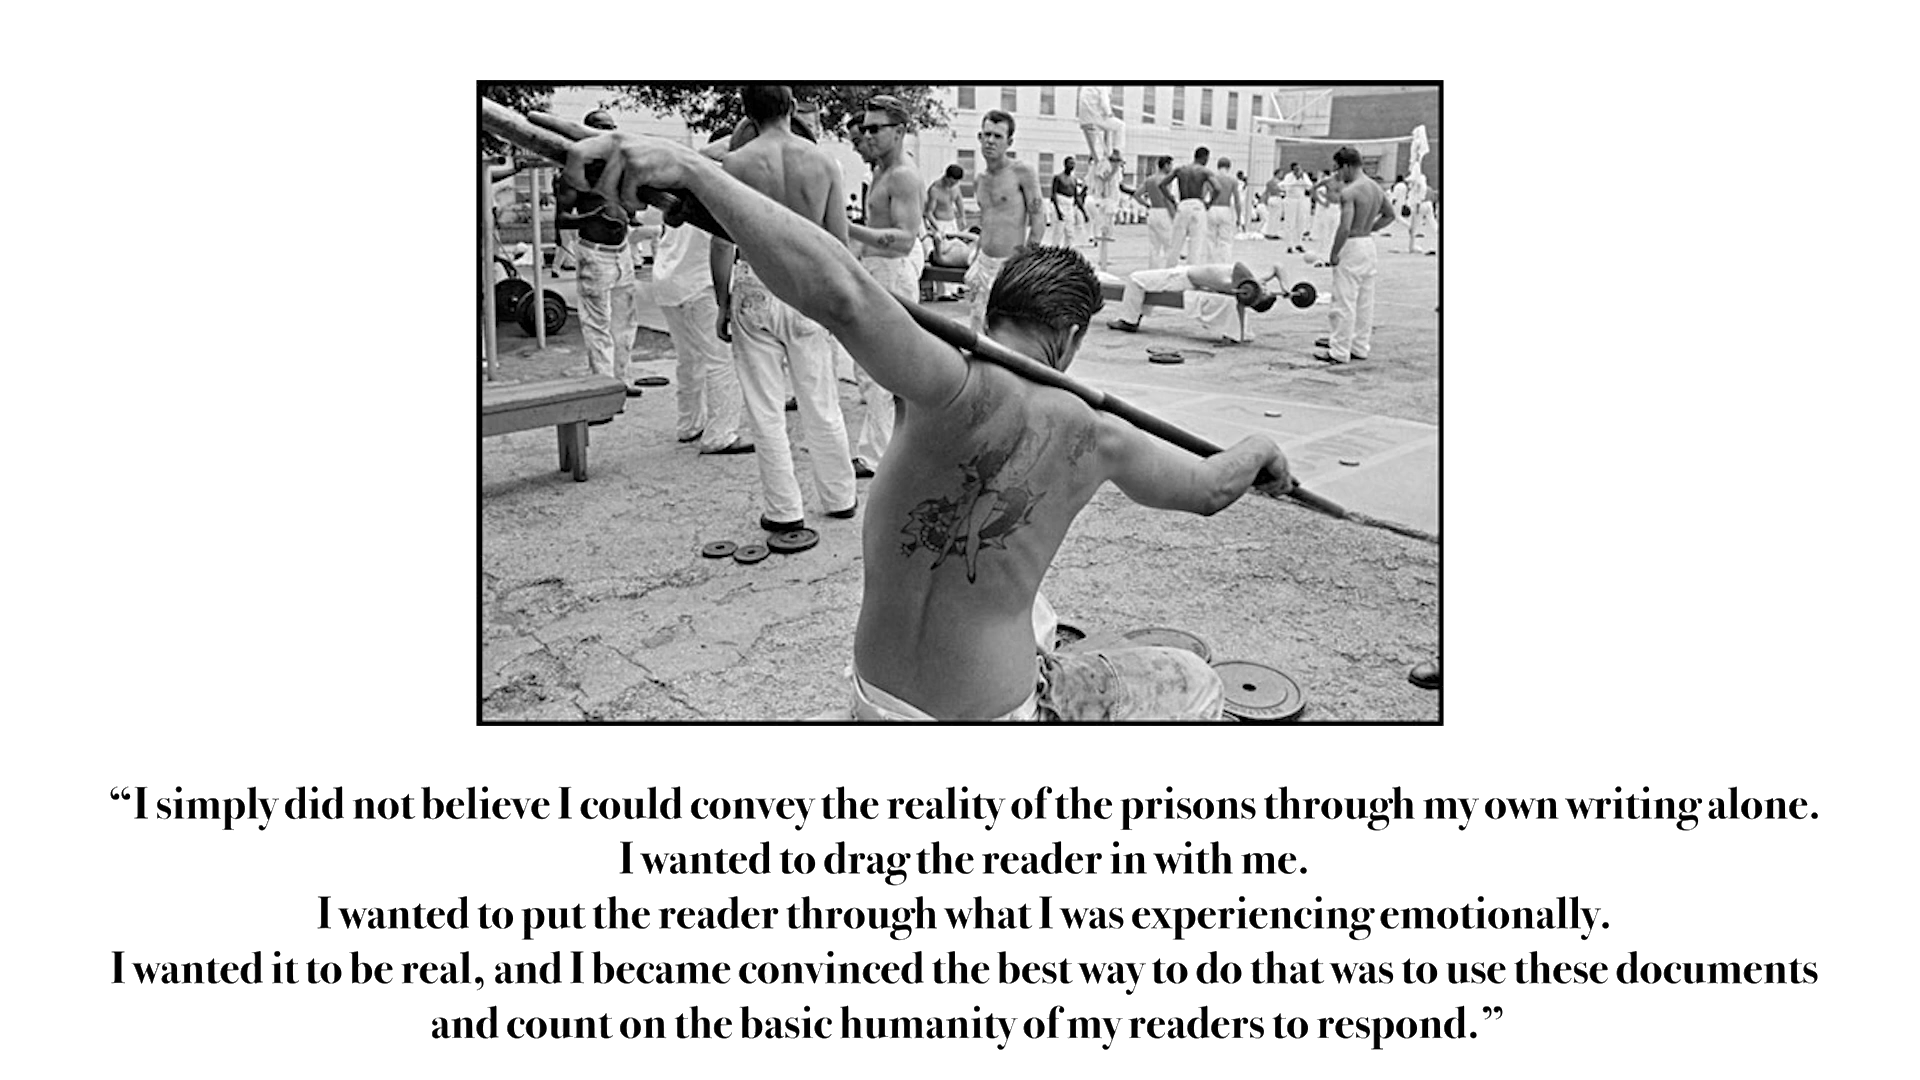 “I simply did not believe I could convey the reality of the prisons through my own writing alone.
I wanted to drag the reader in with me.
I wanted to put the reader through what I was experiencing emotionally.
I wanted it to be real, and I became convinced the best way to do that was to use these documents
and count on the basic humanity of my readers to respond.”